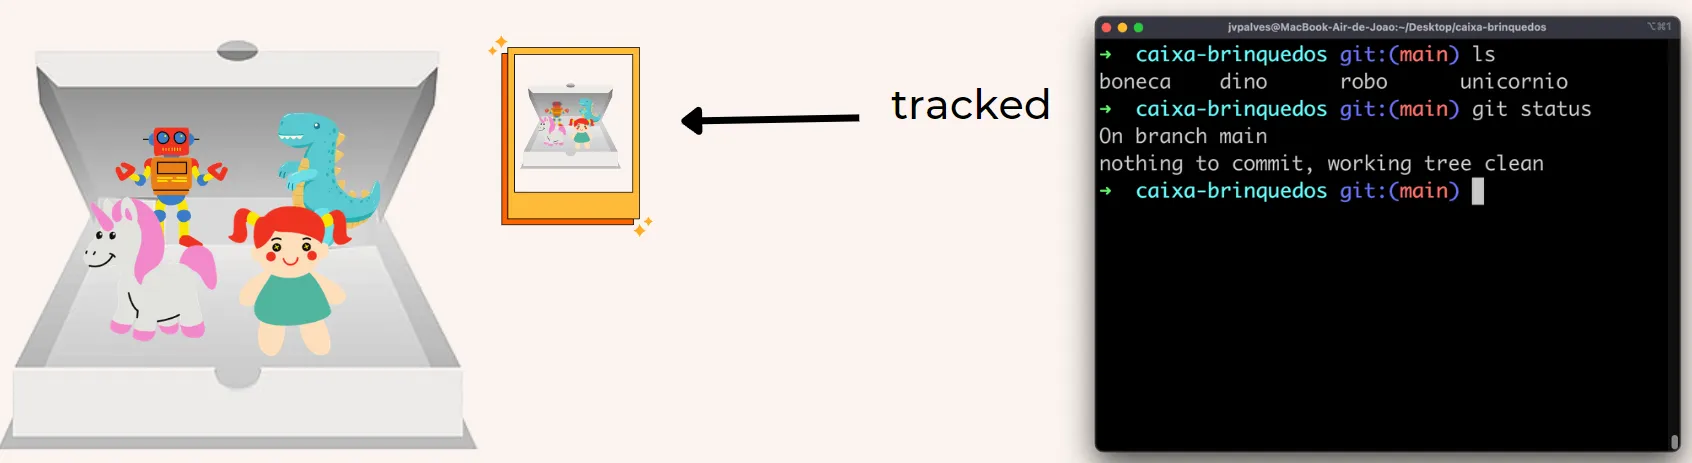 tracked
jvpalves@MacBook-Air-de-Joao:~/Desktop/caixa-brinquedos
⌥⌘1
➜ caixa-brinquedos git:(main) ls
boneca dino robo unicornio
➜ caixa-brinquedos git:(main) git status
On branch main
nothing to commit, working tree clean
➜ caixa-brinquedos git:(main)